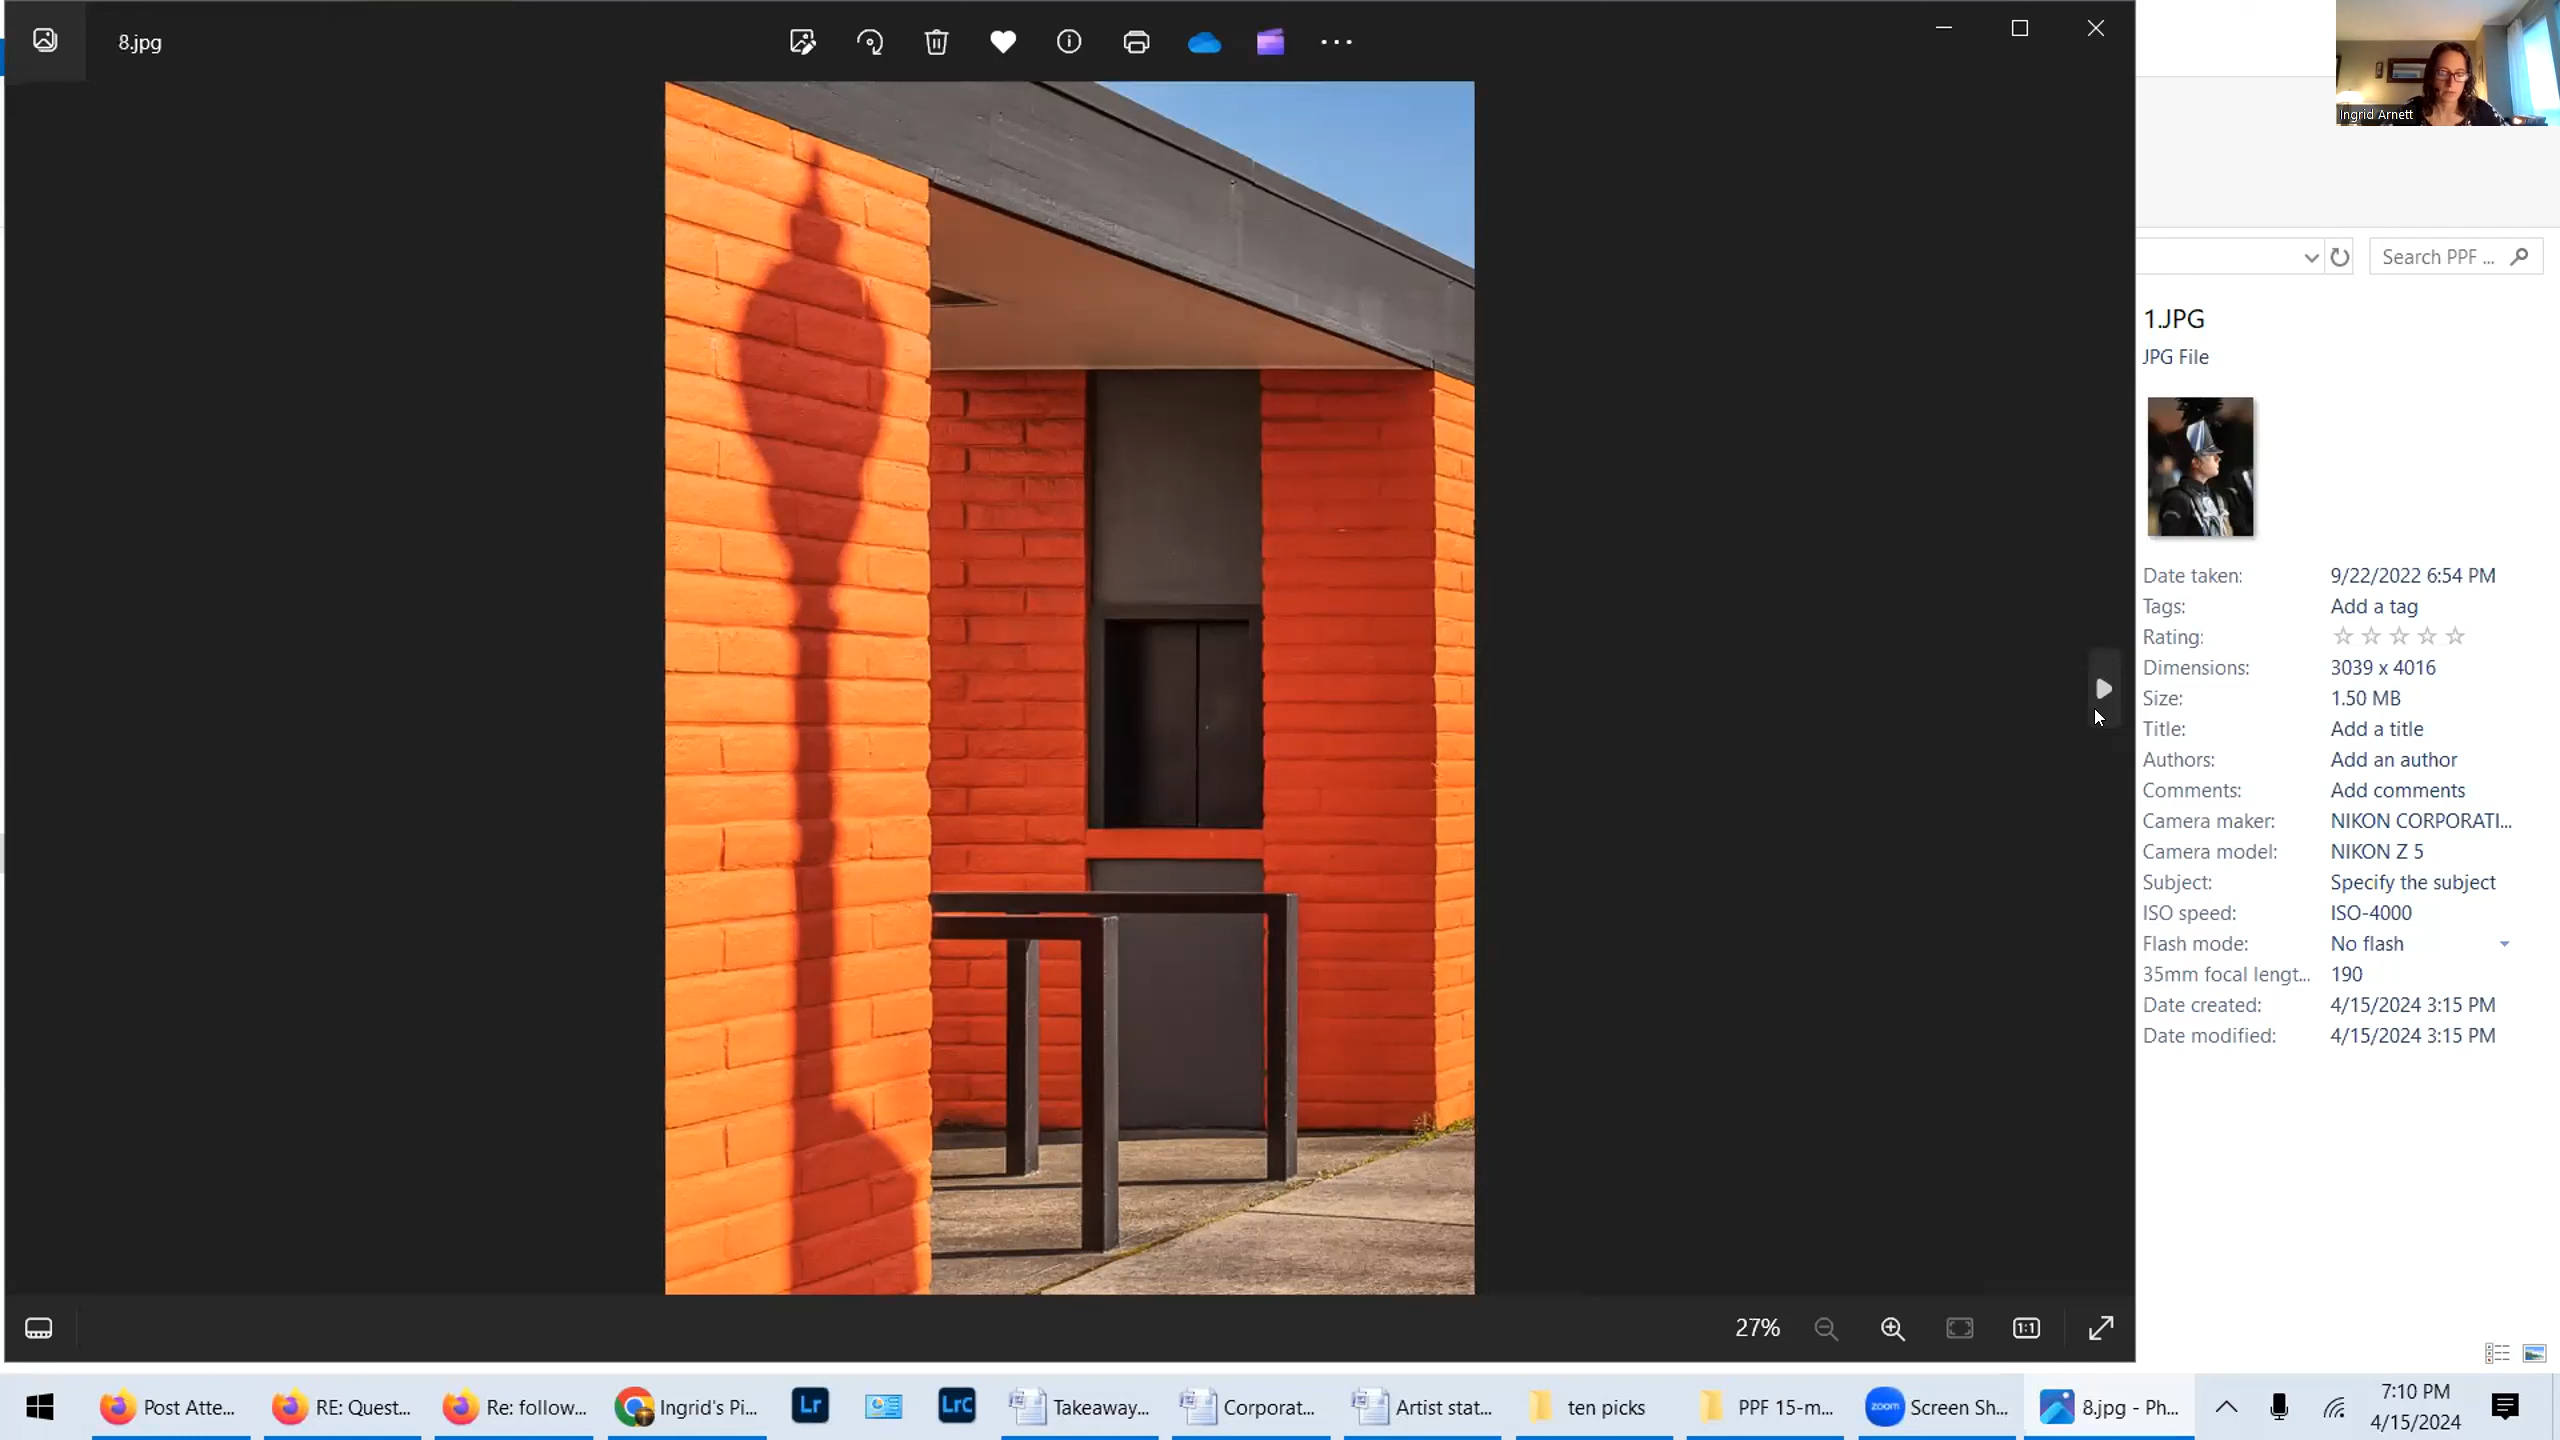 8.jpg
Ingrid Arnett
Search PPF ...
1.JPG
JPG File
Date taken: 9/22/2022 6:54 PM
Tags: Add a tag
Rating:
Dimensions: 3039 x 4016
Size: 1.50 MB
Title: Add a title
Authors: Add an author
Comments: Add comments
Camera maker: NIKON CORPORATI...
Camera model: NIKON Z 5
Subject: Specify the subject
ISO speed: ISO-4000
Flash mode: No flash
35mm focal lengt... 190
Date created: 4/15/2024 3:15 PM
Date modified: 4/15/2024 3:15 PM
27%
1:1
Post Atte...
RE: Quest...
Re: follow...
Ingrid's Pi...
Lr
LrC
Takeaway...
Corporat...
Artist stat...
ten picks
PPF 15-m...
zoom
Screen Sh...
8.jpg - Ph...
7:10 PM
4/15/2024